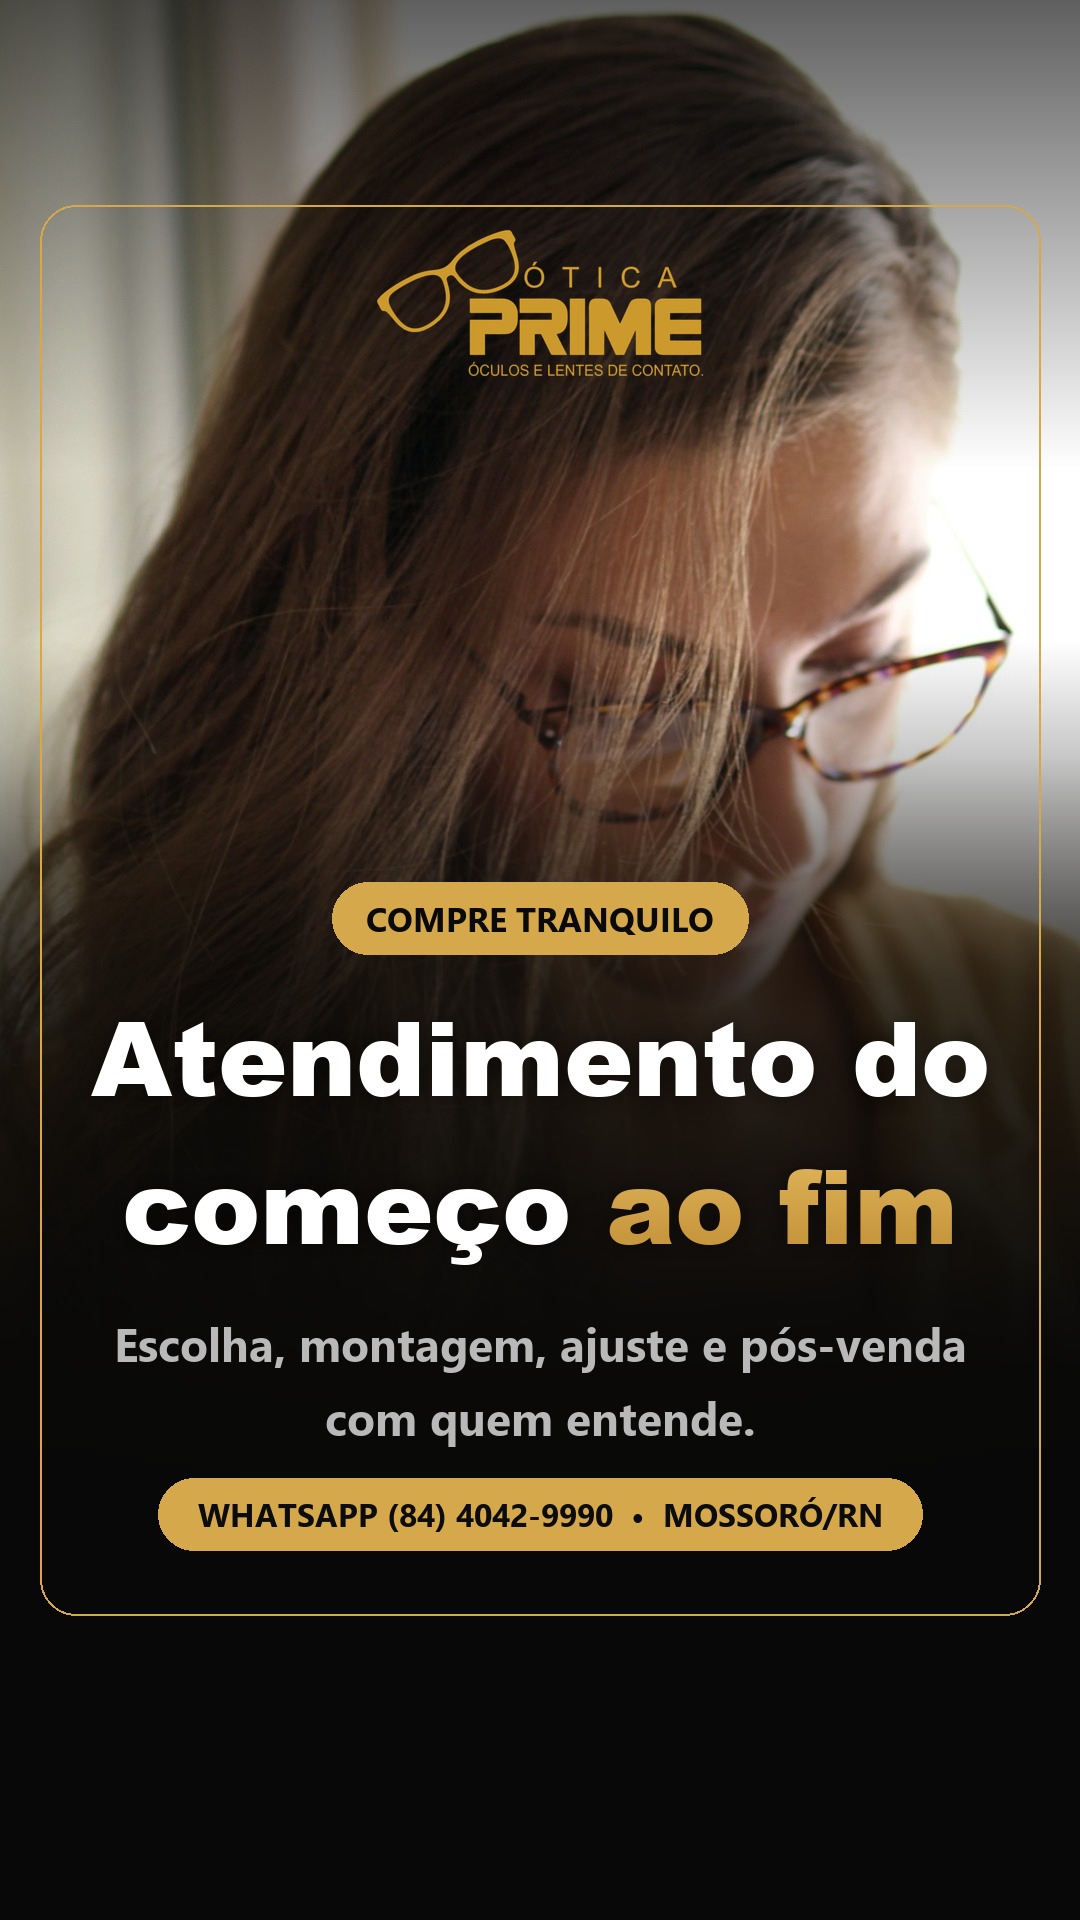 ÓTICA
PRIME
ÓCULOS E LENTES DE CONTATO.
COMPRE TRANQUILO
Atendimento do
começo ao fim
Escolha, montagem, ajuste e pós-venda
com quem entende.
WHATSAPP (84) 4042-9990 • MOSSORÓ/RN